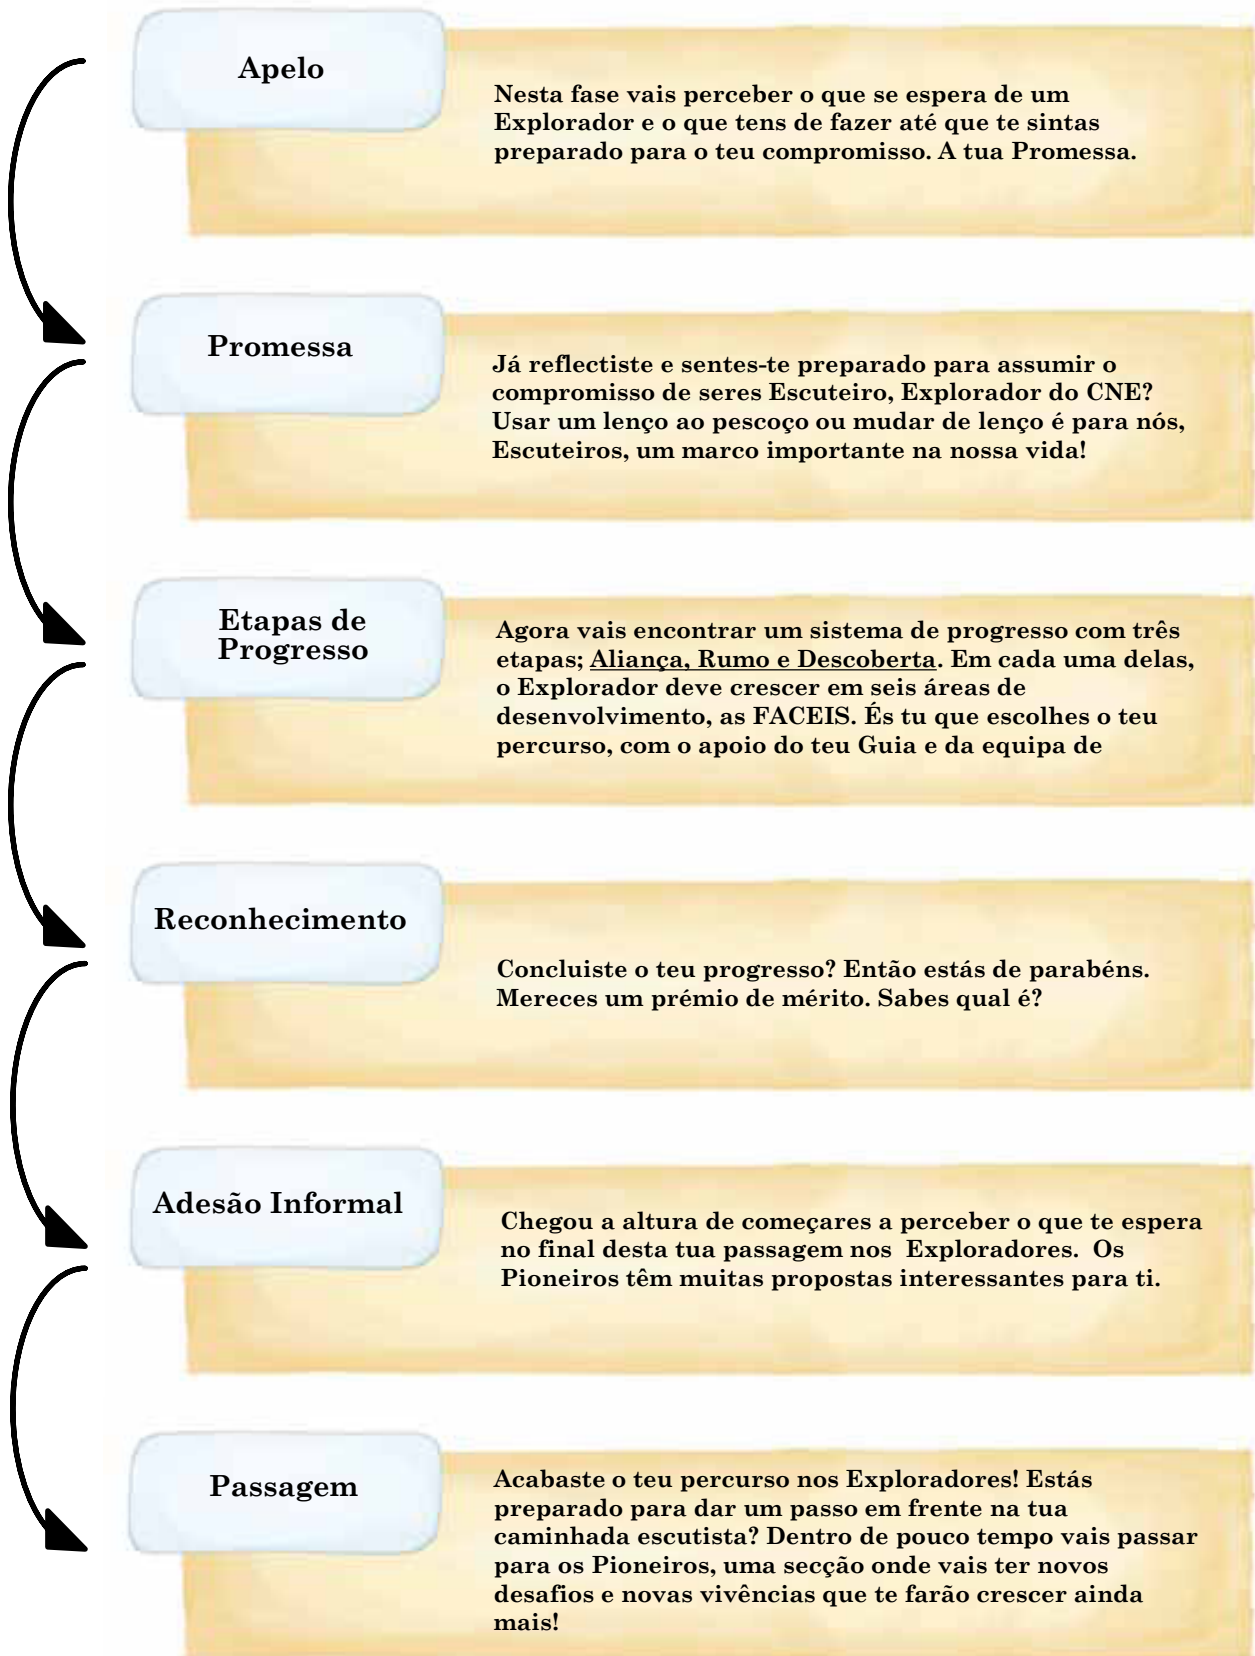 Apelo
Nesta fase vais perceber o que se espera de um
Explorador e o que tens de fazer até que te sintas
preparado para o teu compromisso. A tua Promessa.
Promessa
Já reflectiste e sentes-te preparado para assumir o
compromisso de seres Escuteiro, Explorador do CNE?
Usar um lenço ao pescoço ou mudar de lenço é para nós,
Escuteiros, um marco importante na nossa vida!
Etapas de
Progresso
Agora vais encontrar um sistema de progresso com três
etapas; Aliança, Rumo e Descoberta. Em cada uma delas,
o Explorador deve crescer em seis áreas de
desenvolvimento, as FACEIS. És tu que escolhes o teu
percurso, com o apoio do teu Guia e da equipa de
Reconhecimento
Concluiste o teu progresso? Então estás de parabéns.
Mereces um prémio de mérito. Sabes qual é?
Adesão Informal
Chegou a altura de começares a perceber o que te espera
no final desta tua passagem nos  Exploradores.  Os
Pioneiros têm muitas propostas interessantes para ti.
Passagem
Acabaste o teu percurso nos Exploradores! Estás
preparado para dar um passo em frente na tua
caminhada escutista? Dentro de pouco tempo vais passar
para os Pioneiros, uma secção onde vais ter novos
desafios e novas vivências que te farão crescer ainda
mais!